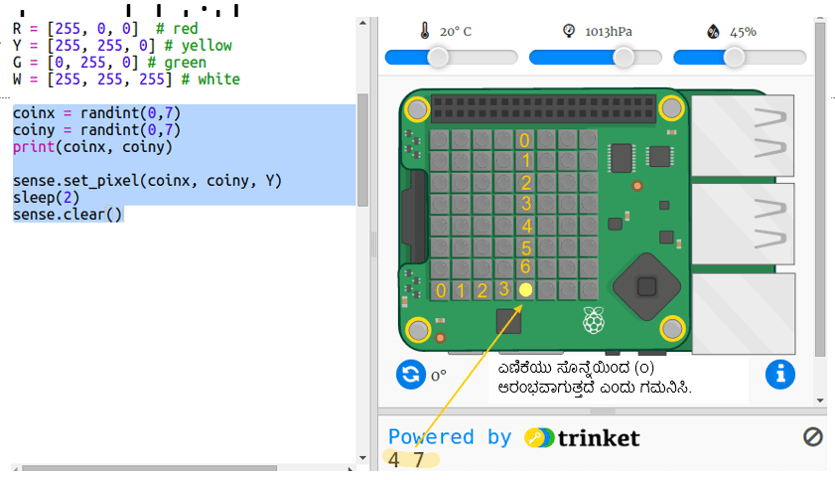 R = [255, 0, 0]  # red
Y = [255, 255, 0] # yellow
G = [0, 255, 0] # green
W = [255, 255, 255] # white
coinx = randint(0,7)
coiny = randint(0,7)
print(coinx, coiny)
sense.set_pixel(coinx, coiny, Y)
sleep(2)
sense.clear()
20° C
1013hPa
45%
0
1
2
3
4
5
6
0 1 2 3
0°
ಎಣಿಕೆಯು ಸೊನ್ನೆಯಿಂದ (೦)
ಆರಂಭವಾಗುತ್ತದೆ ಎಂದು ಗಮನಿಸಿ.
i
Powered by trinket
4 7